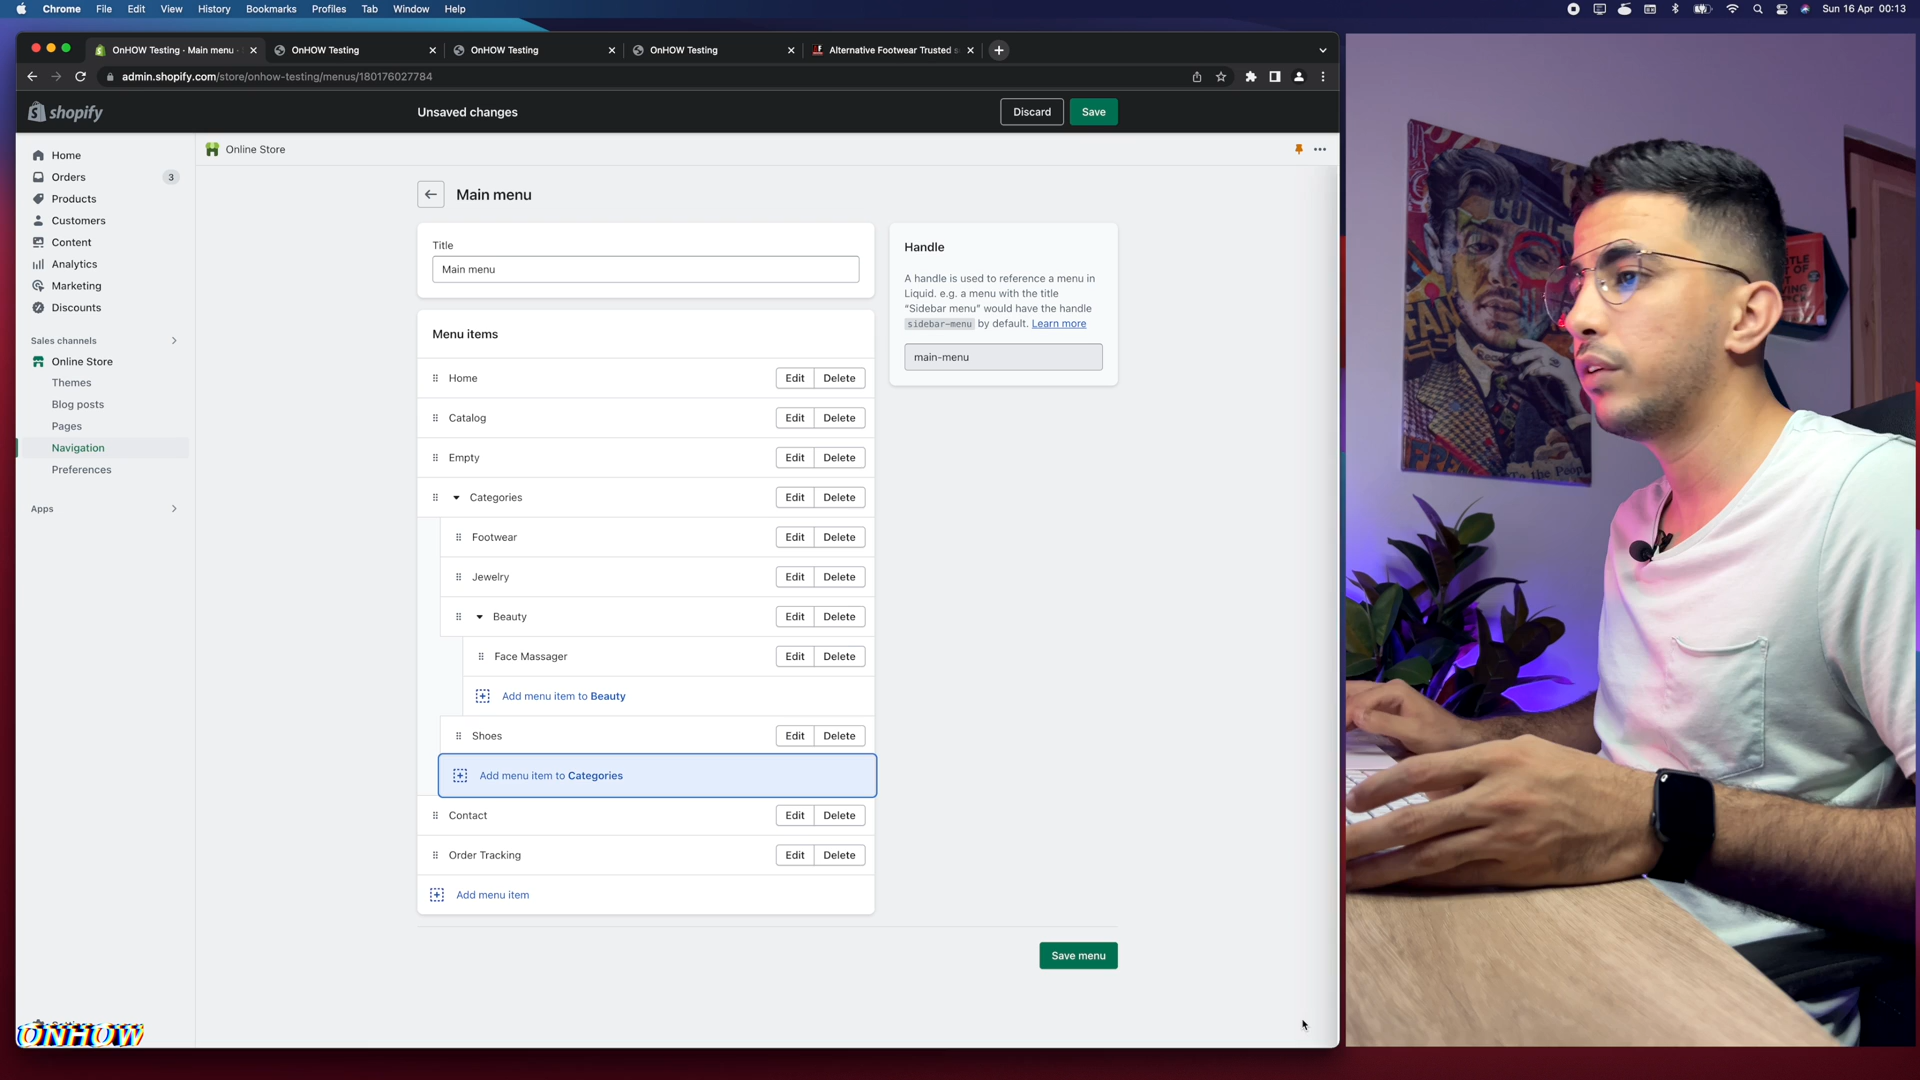 Chrome File Edit View History Bookmarks Profiles Tab Window Help Sun 16 Apr 00:13
OnHOW Testing · Main menu · OnHOW Testing OnHOW Testing OnHOW Testing Alternative Footwear Trusted
admin.shopify.com/store/onhow-testing/menus/180176027784
shopify Unsaved changes Discard Save
Online Store
Home
Orders 3
Products
Customers
Content
Analytics
Marketing
Discounts
Sales channels
Online Store
Themes
Blog posts
Pages
Navigation
Preferences
Apps
Main menu
Title
Main menu
Menu items
Home Edit Delete
Catalog Edit Delete
Empty Edit Delete
Categories Edit Delete
Footwear Edit Delete
Jewelry Edit Delete
Beauty Edit Delete
Face Massager Edit Delete
Add menu item to Beauty
Shoes Edit Delete
Add menu item to Categories
Contact Edit Delete
Order Tracking Edit Delete
Add menu item
Save menu
Handle
A handle is used to reference a menu in
Liquid. e.g. a menu with the title
“Sidebar menu” would have the handle
sidebar-menu by default. Learn more
main-menu
ONHOW
To the Peop